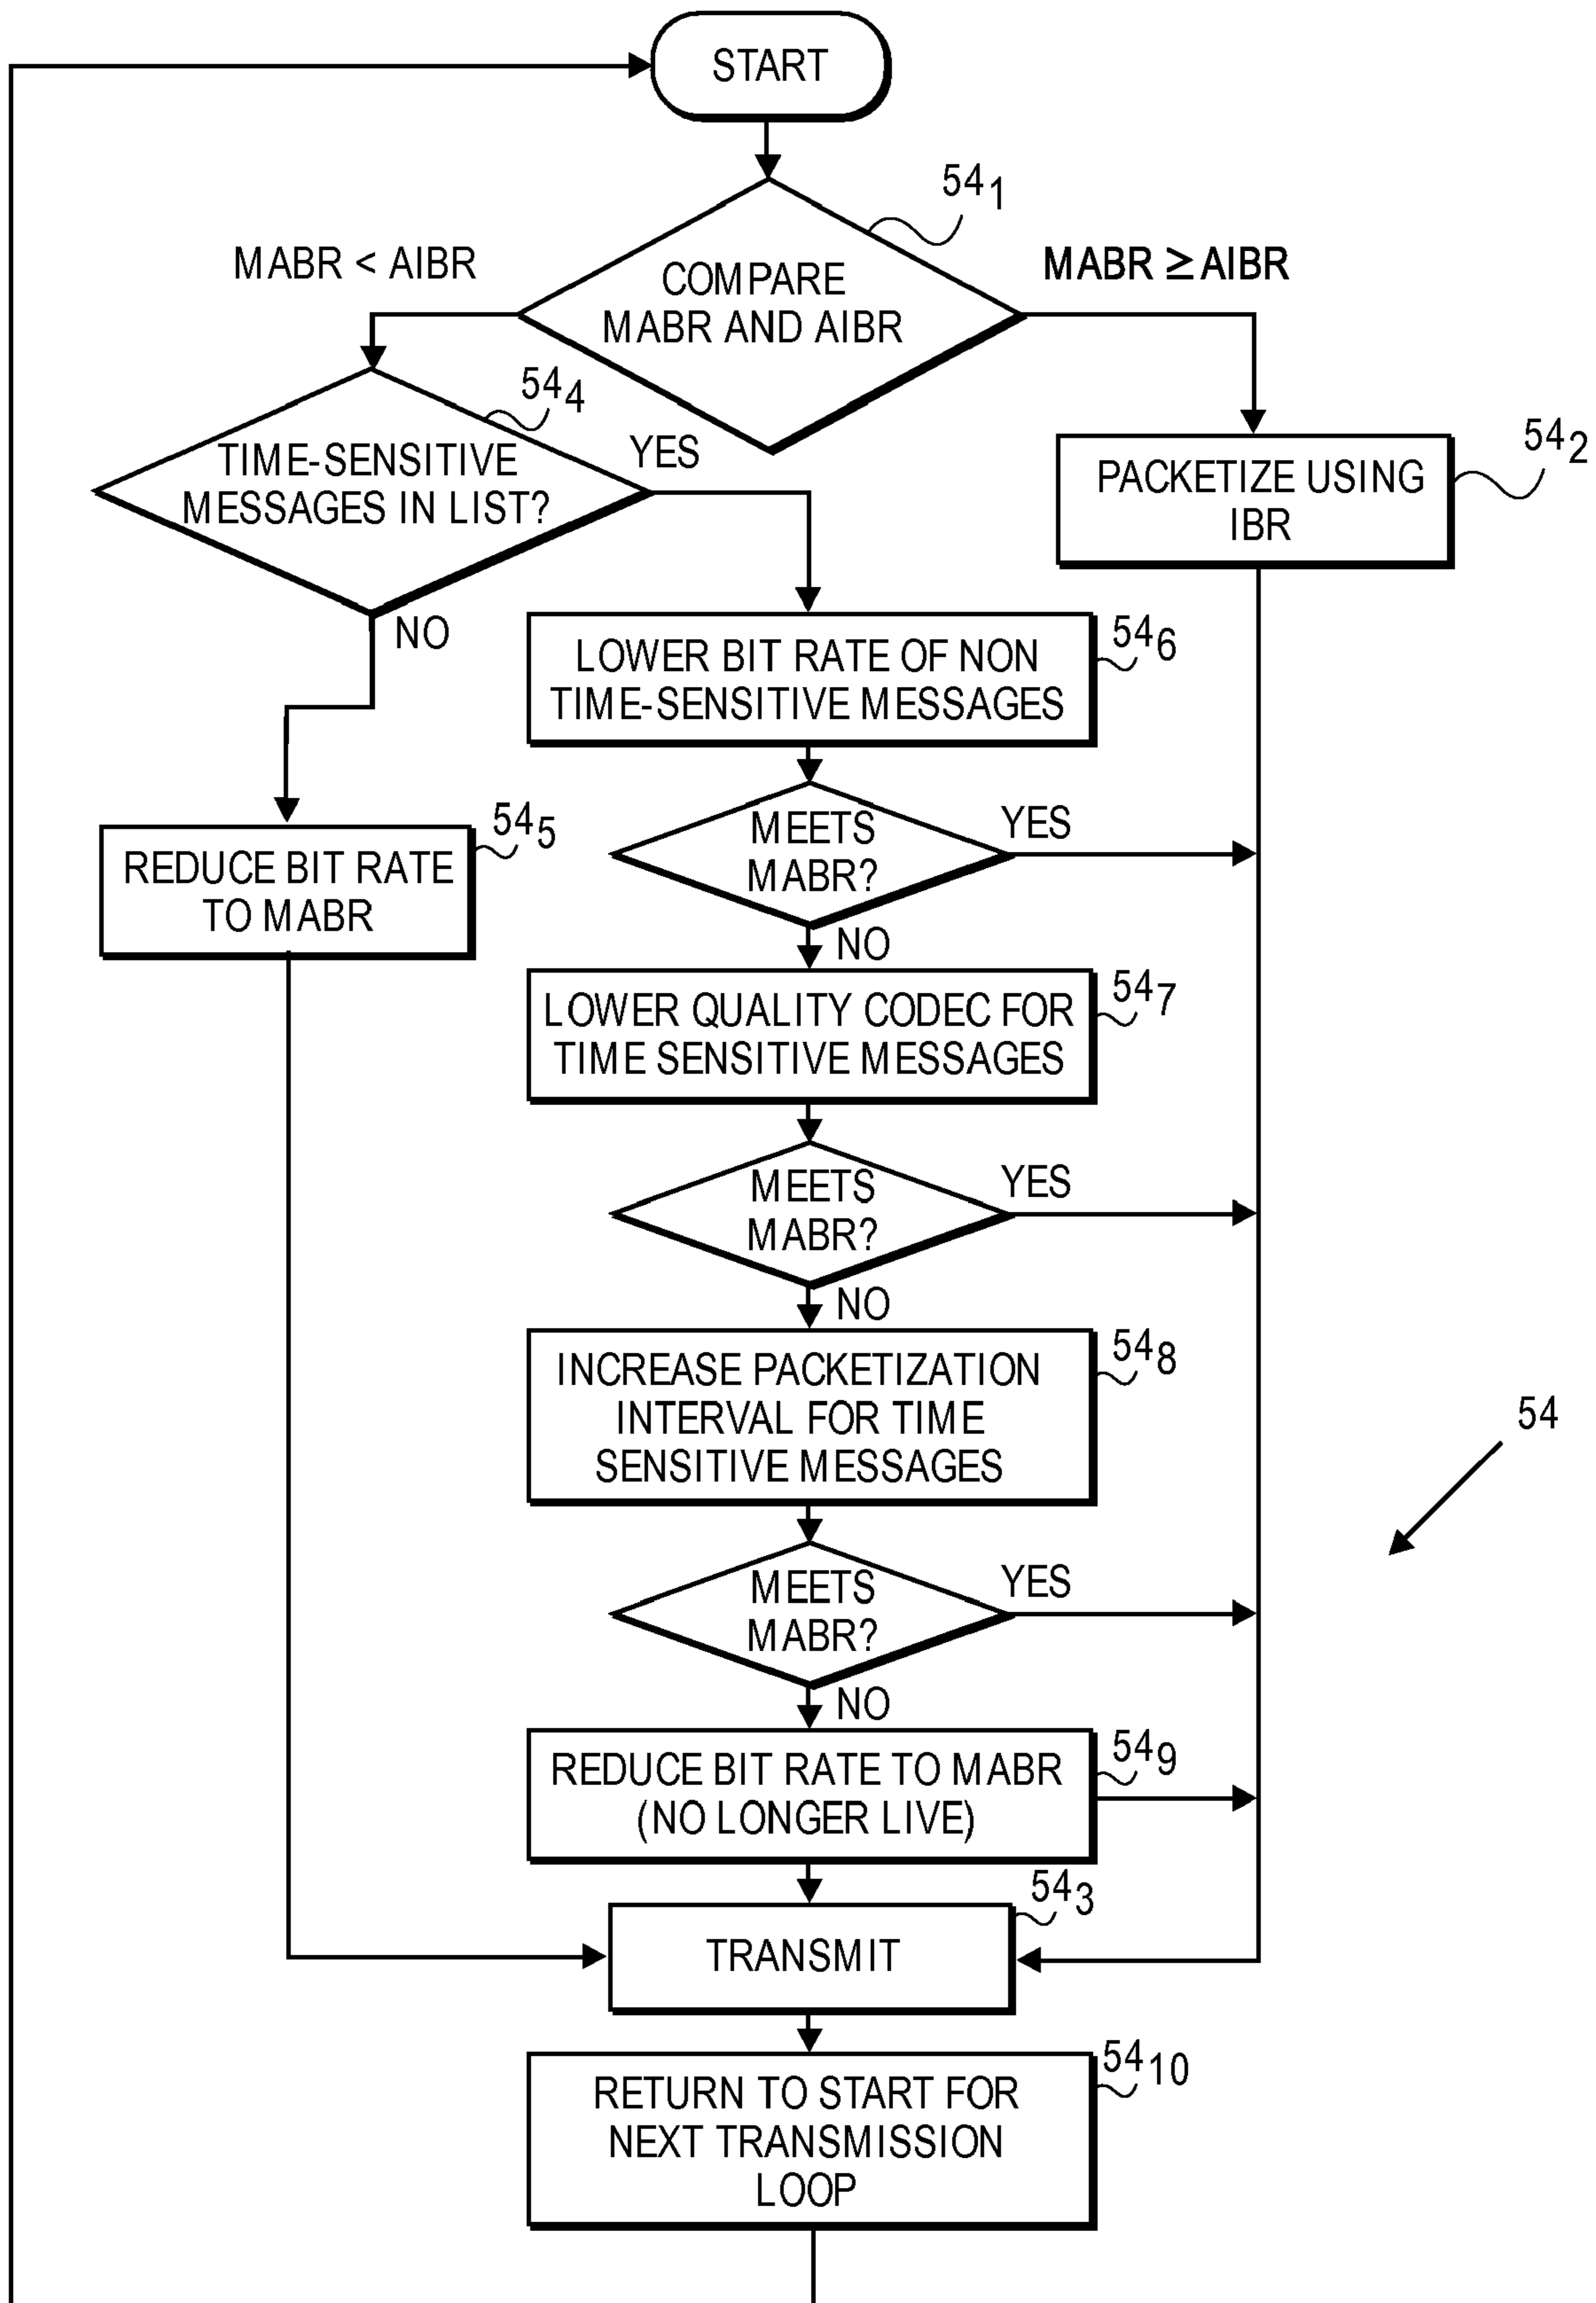 START
54₁
MABR < AIBR
MABR ≥ AIBR
COMPARE
MABR AND AIBR
54₄
TIME-SENSITIVE
MESSAGES IN LIST?
YES
54₂
PACKETIZE USING
IBR
NO
54₆
LOWER BIT RATE OF NON
TIME-SENSITIVE MESSAGES
54₅
REDUCE BIT RATE
TO MABR
MEETS
MABR?
YES
NO
54₇
LOWER QUALITY CODEC FOR
TIME SENSITIVE MESSAGES
MEETS
MABR?
YES
NO
54₈
INCREASE PACKETIZATION
INTERVAL FOR TIME
SENSITIVE MESSAGES
54
MEETS
MABR?
YES
NO
54₉
REDUCE BIT RATE TO MABR
(NO LONGER LIVE)
54₃
TRANSMIT
54₁₀
RETURN TO START FOR
NEXT TRANSMISSION
LOOP